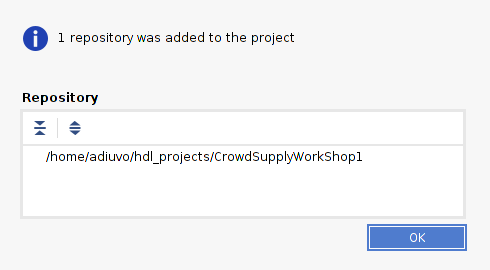 1 repository was added to the project
Repository
/home/adiuvo/hdl_projects/CrowdSupplyWorkShop1
OK